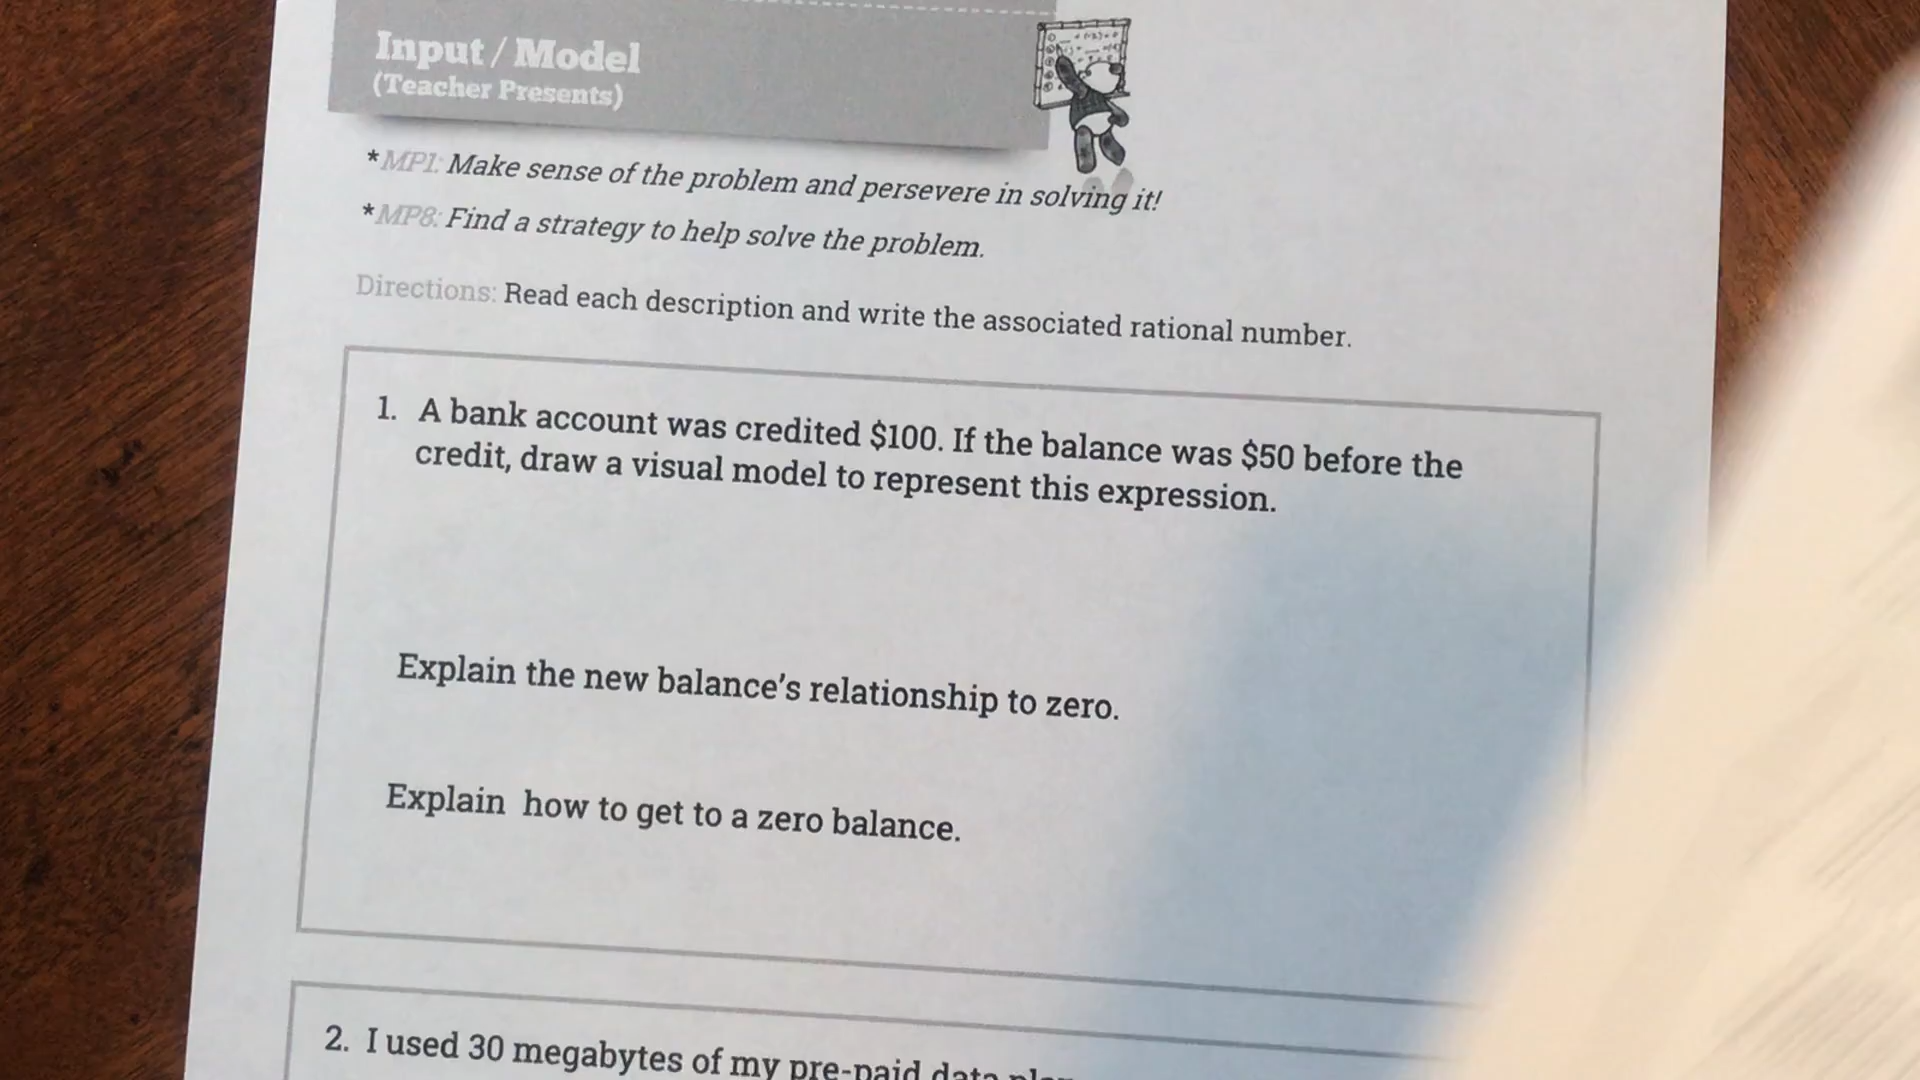 Input / Model
(Teacher Presents)
*MP1: Make sense of the problem and persevere in solving it!
*MP8: Find a strategy to help solve the problem.
Directions: Read each description and write the associated rational number.
1. A bank account was credited $100. If the balance was $50 before the
credit, draw a visual model to represent this expression.
Explain the new balance's relationship to zero.
Explain how to get to a zero balance.
2. I used 30 megabytes of my pre-paid data